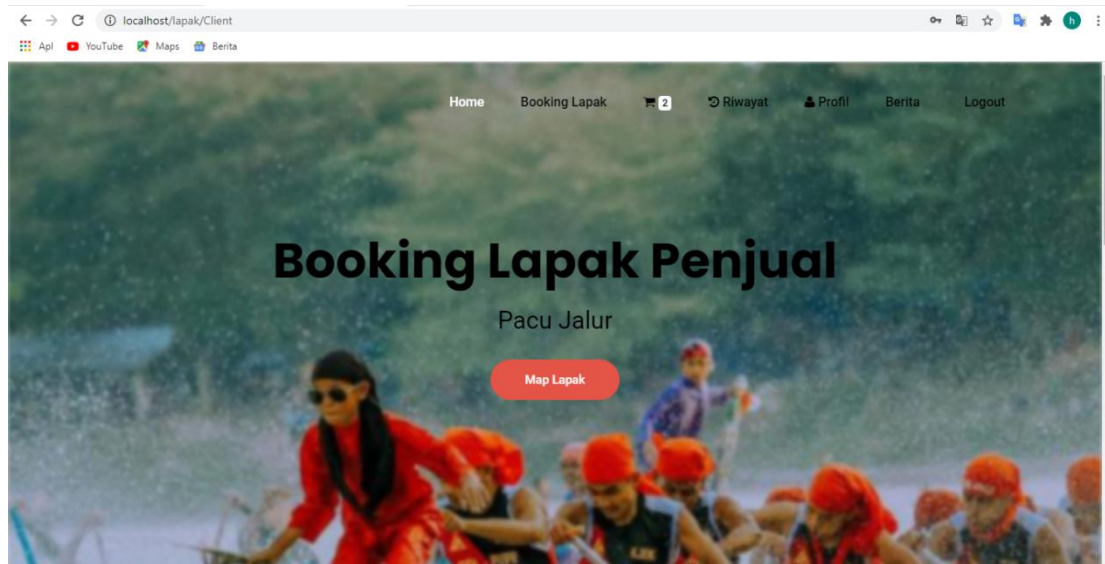 localhost/lapak/Client
Apl YouTube Maps Berita
Home Booking Lapak 2 Riwayat Profil Berita Logout
Booking Lapak Penjual
Pacu Jalur
Map Lapak
h